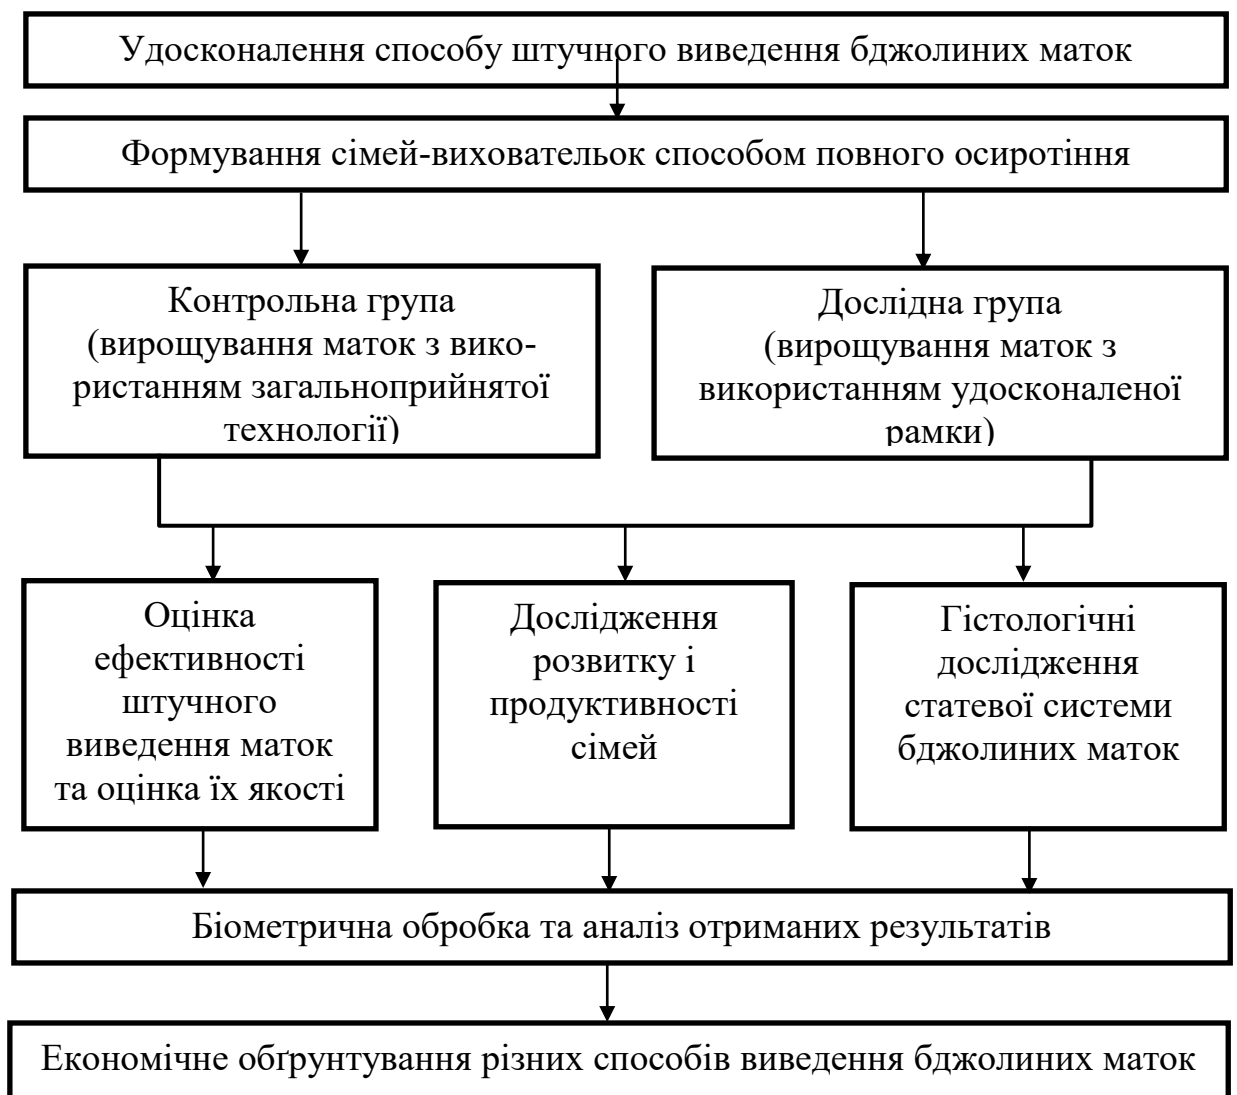 Удосконалення способу штучного виведення бджолиних маток
Формування сімей-виховательок способом повного осиротіння
Контрольна група
(вирощування маток з вико-
ристанням загальноприйнятої
технології)
Дослідна група
(вирощування маток з
використанням удосконаленої
рамки)
Оцінка
ефективності
штучного
виведення маток
та оцінка їх якості
Дослідження
розвитку і
продуктивності
сімей
Гістологічні
дослідження
статевої системи
бджолиних маток
Біометрична обробка та аналіз отриманих результатів
Економічне обґрунтування різних способів виведення бджолиних маток